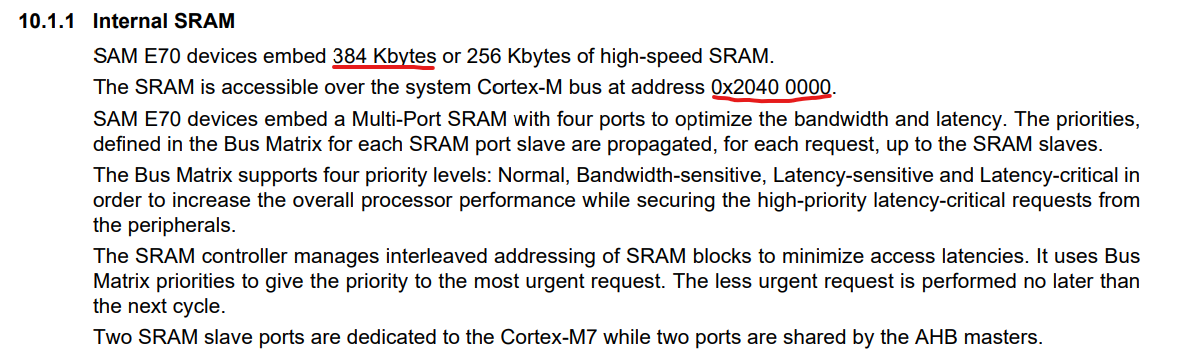 10.1.1 Internal SRAM
SAM E70 devices embed 384 Kbytes or 256 Kbytes of high-speed SRAM.
The SRAM is accessible over the system Cortex-M bus at address 0x2040 0000.
SAM E70 devices embed a Multi-Port SRAM with four ports to optimize the bandwidth and latency. The priorities,
defined in the Bus Matrix for each SRAM port slave are propagated, for each request, up to the SRAM slaves.
The Bus Matrix supports four priority levels: Normal, Bandwidth-sensitive, Latency-sensitive and Latency-critical in
order to increase the overall processor performance while securing the high-priority latency-critical requests from
the peripherals.
The SRAM controller manages interleaved addressing of SRAM blocks to minimize access latencies. It uses Bus
Matrix priorities to give the priority to the most urgent request. The less urgent request is performed no later than
the next cycle.
Two SRAM slave ports are dedicated to the Cortex-M7 while two ports are shared by the AHB masters.